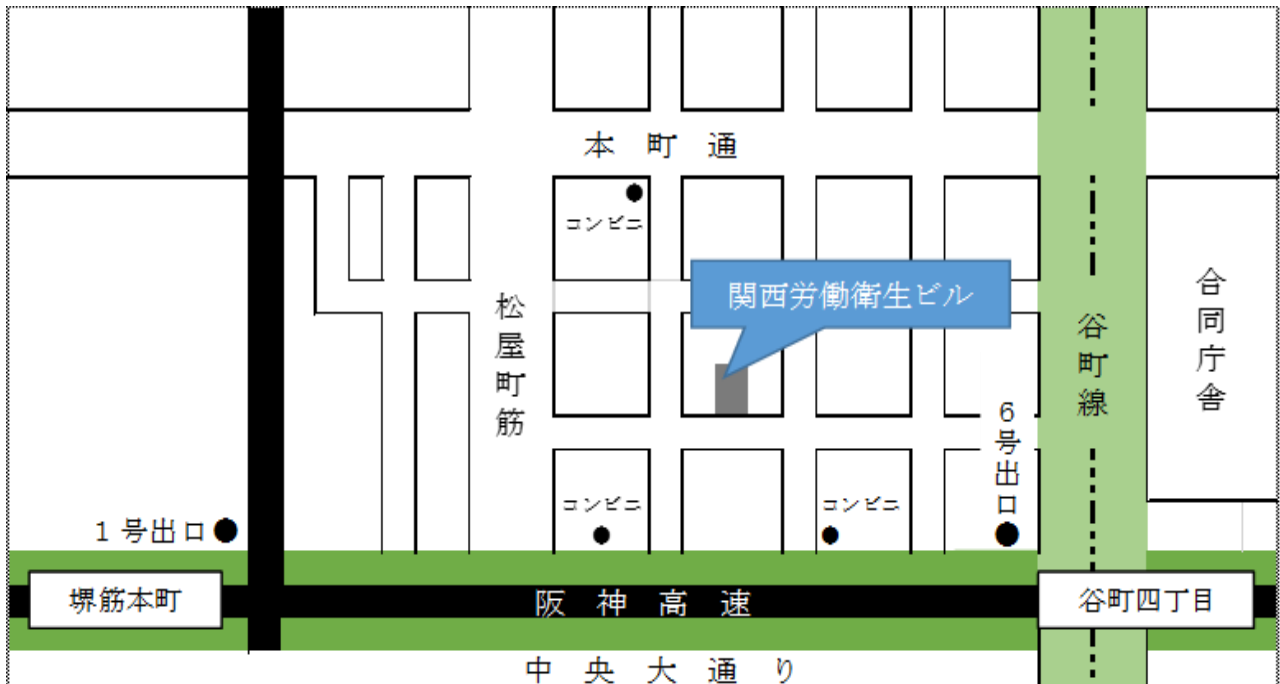 本町通
コンビニ
関西労働衛生ビル
松屋町筋
谷町線
合同庁舎
6号出口
コンビニ
コンビニ
1号出口
堺筋本町
阪神高速
谷町四丁目
中央大通り